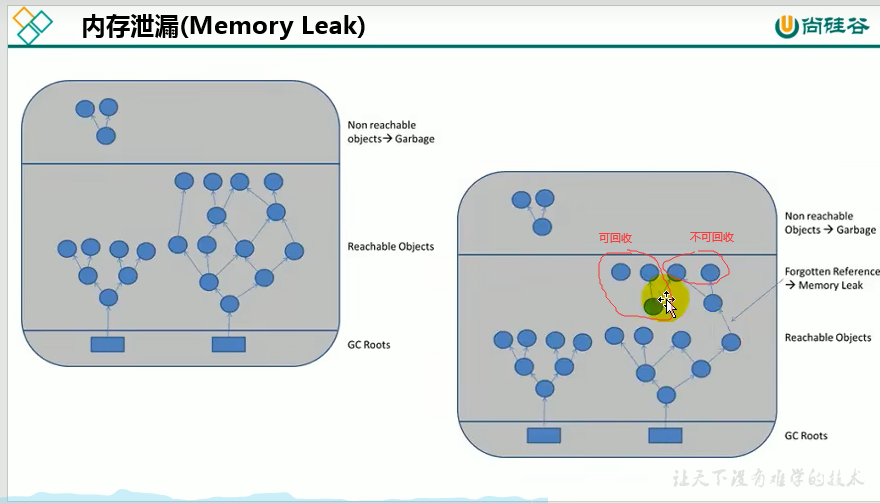 内存泄漏(Memory Leak)
尚硅谷
Non reachable
objects→ Garbage
Reachable Objects
GC Roots
可回收
不可回收
Non reachable
Objects → Garbage
Forgotten Reference
→ Memory Leak
Reachable Objects
GC Roots
让天下没有难学的技术